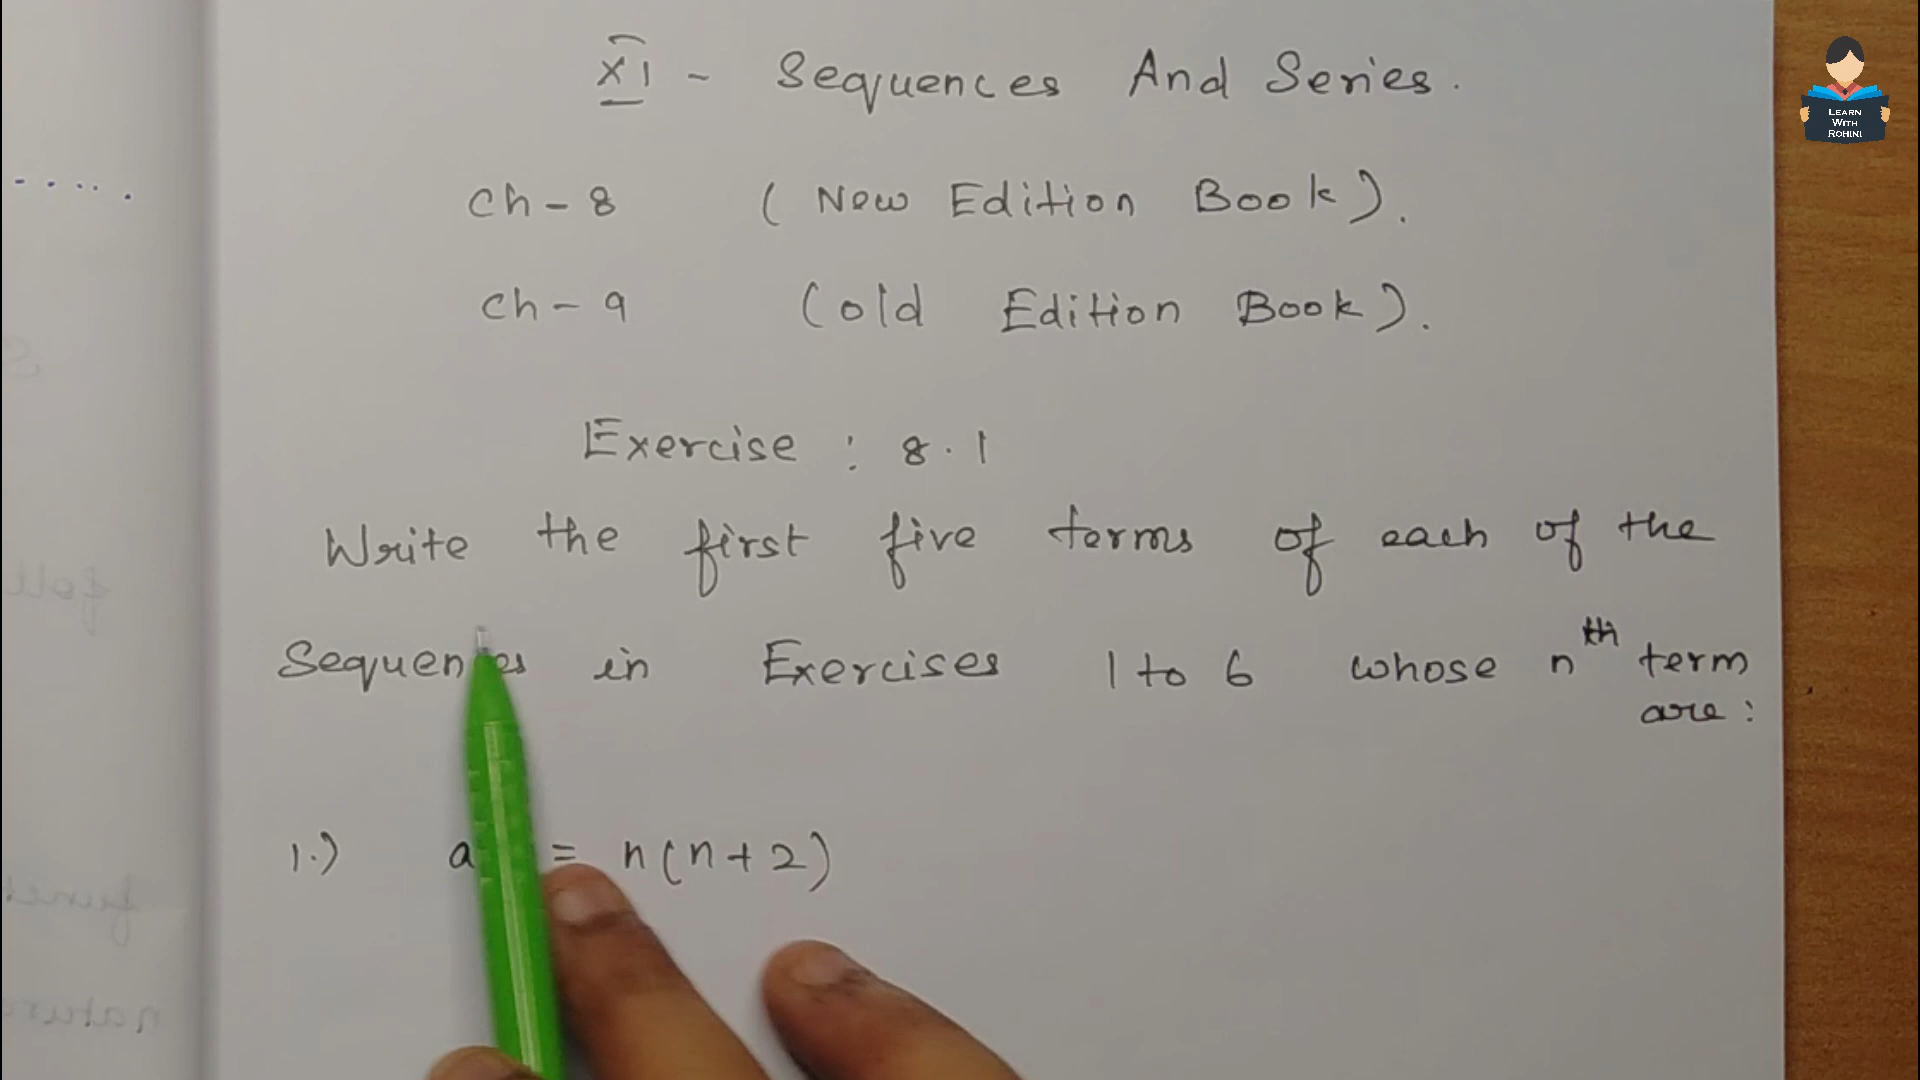 XI - Sequences And Series.
Ch - 8 (New Edition Book).
Ch - 9 (Old Edition Book).
Exercise : 8.1
Write the first five terms of each of the
Sequen es in Exercises 1 to 6 whose nth term
are:
1.) a = n(n+2)
LEARN
WITH
ROHINI